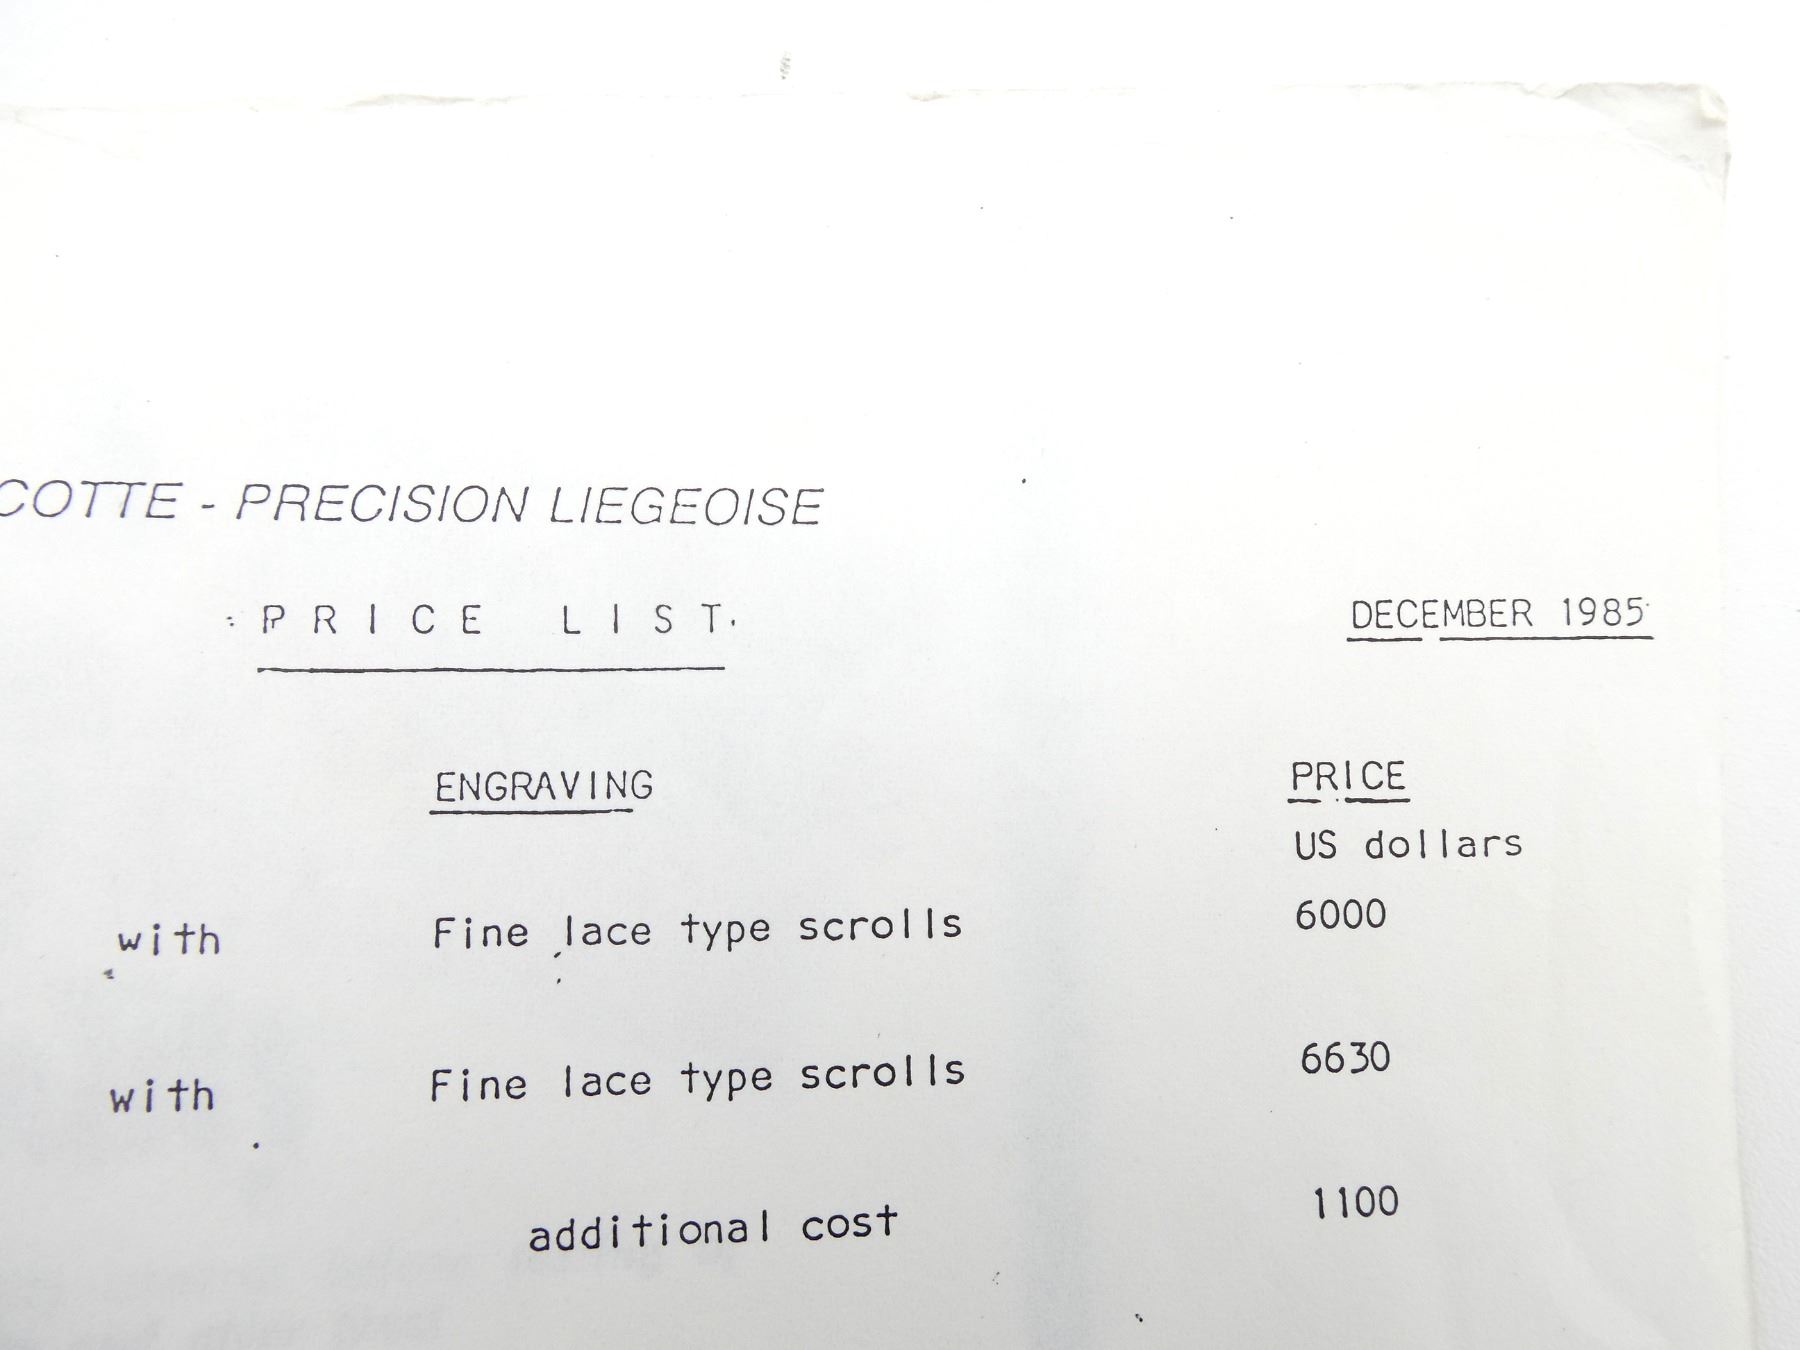 COTTE - PRECISION LIEGEOISE
PRICE LIST.
DECEMBER 1985
ENGRAVING PRICE
US dollars
with Fine lace type scrolls 6000
with Fine lace type scrolls 6630
additional cost 1100